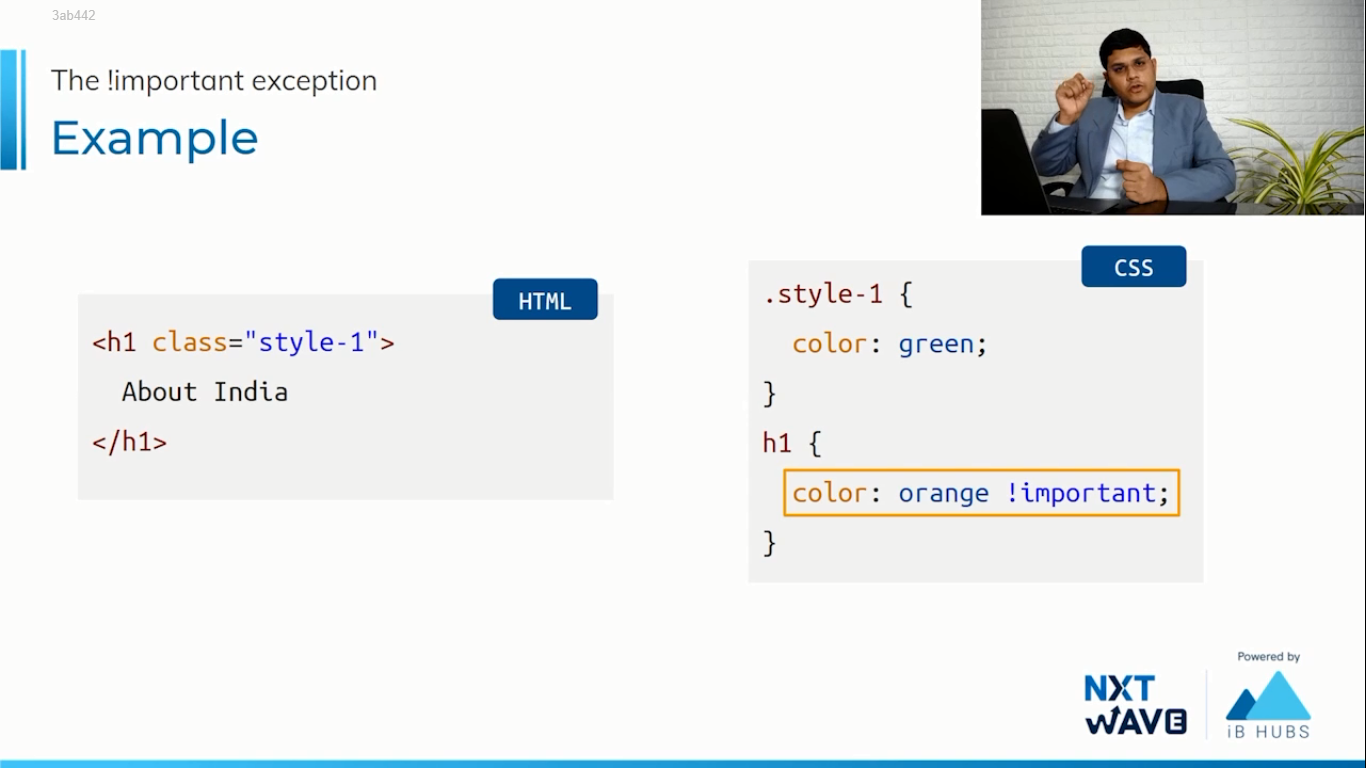 3ab442
The !important exception
Example
HTML
<h1 class="style-1">
  About India
</h1>
CSS
.style-1 {
  color: green;
}
h1 {
  color: orange !important;
}
Powered by
NXT
WAVE
iB HUBS